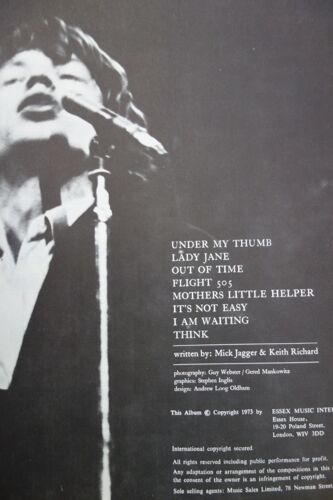 UNDER MY THUMB
LADY JANE
OUT OF TIME
FLIGHT 505
MOTHERS LITTLE HELPER
IT'S NOT EASY
I AM WAITING
THINK
written by: Mick Jagger & Keith Richard
photography: Guy Webster / Gered Mankowitz
graphics: Stephen Inglis
design: Andrew Loog Oldham
This Album © Copyright 1973 by ESSEX MUSIC INTER
Essex House,
19-20 Poland Street,
London, W1V 3DD
International copyright secured.
All rights reserved including public performance for profit.
Any adaptation or arrangement of the compositions in this
the consent of the owner is an infringement of copyright.
Sole selling agents: Music Sales Limited, 78 Newman Street